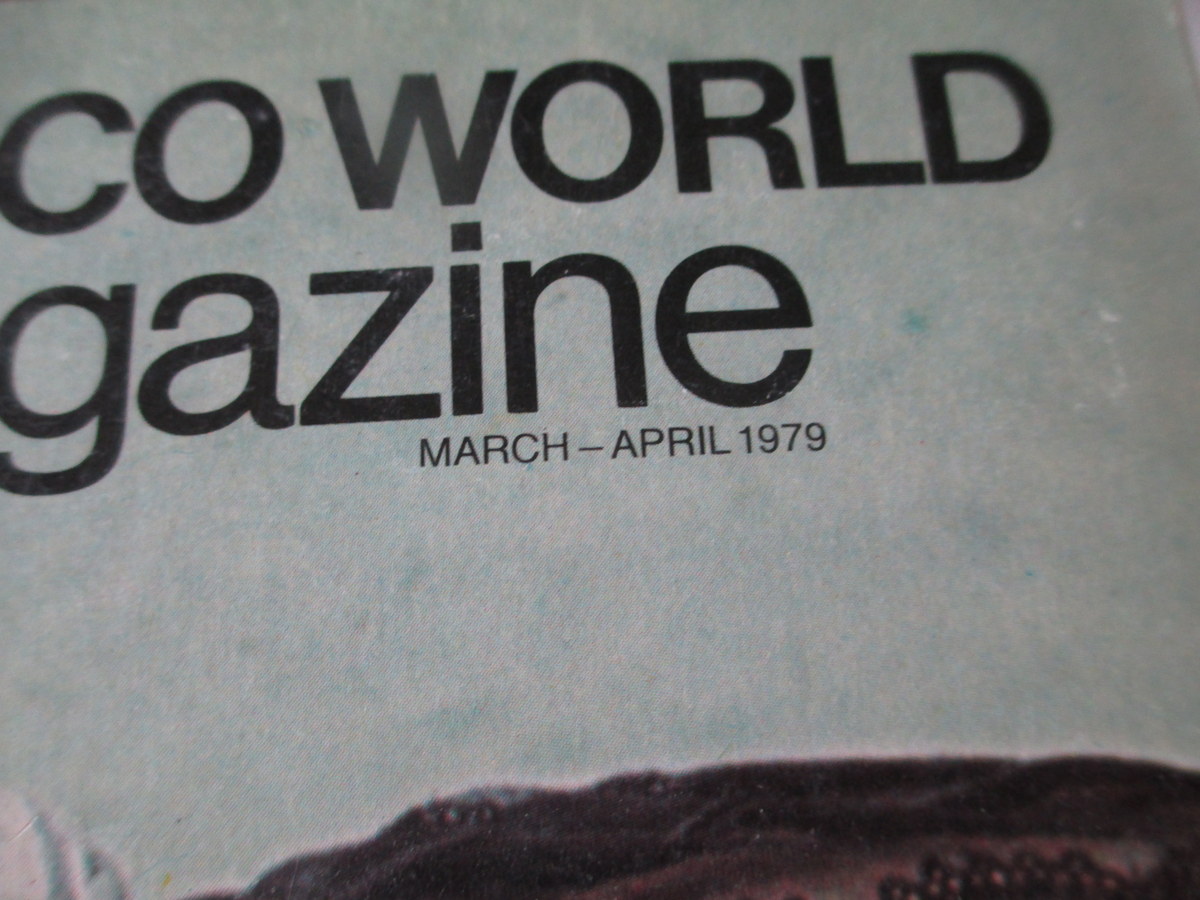 CO WORLD
gazine
MARCH – APRIL 1979